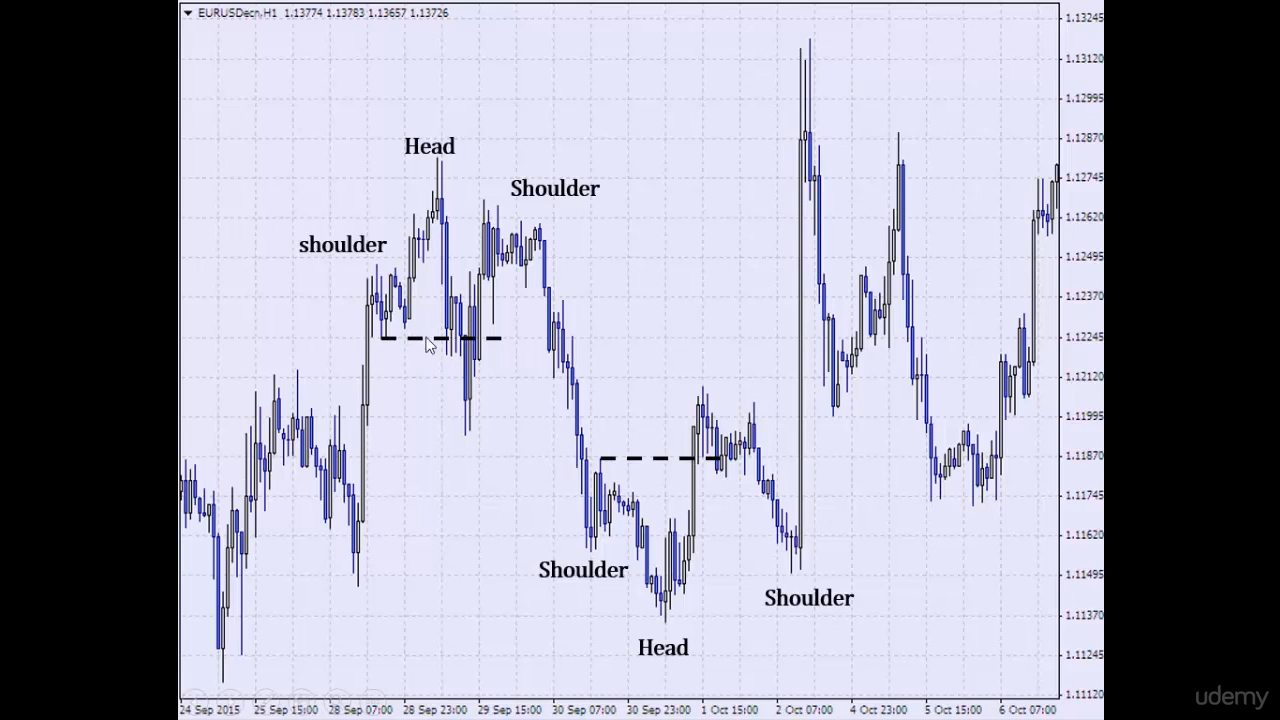 EURUSDecn,H1 1.13774 1.13783 1.13657 1.13726
1.13245
1.13120
1.12995
Head
1.12870
1.12745
Shoulder
1.12620
shoulder
1.12495
1.12370
1.12245
1.12120
1.11995
1.11870
1.11745
1.11620
Shoulder
1.11495
Shoulder
1.11370
Head
1.11245
1.11120
24 Sep 2015 25 Sep 15:00 28 Sep 07:00 28 Sep 23:00 29 Sep 15:00 30 Sep 07:00 30 Sep 23:00 1 Oct 15:00 2 Oct 07:00 4 Oct 23:00 5 Oct 15:00 6 Oct 07:00
udemy